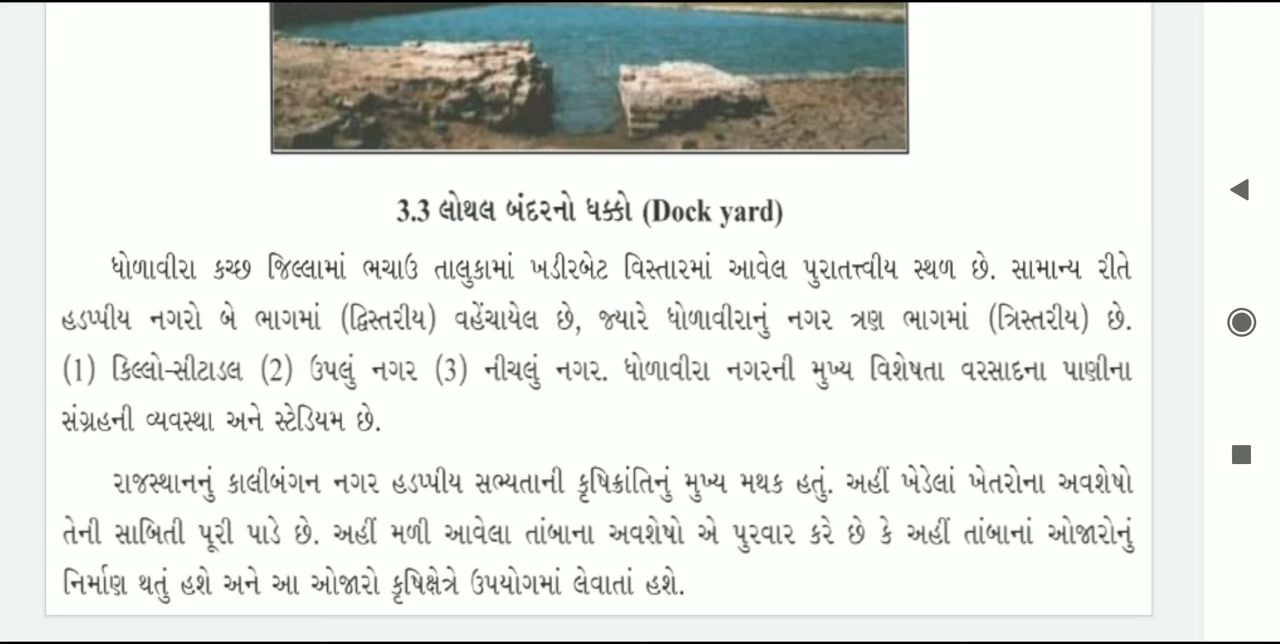 3.3 લોથલ બંદરનો ધક્કો (Dock yard)
ધોળાવીરા કચ્છ જિલ્લામાં ભચાઉ તાલુકામાં ખડીરબેટ વિસ્તારમાં આવેલ પુરાતત્ત્વીય સ્થળ છે. સામાન્ય રીતે
હડપ્પીય નગરો બે ભાગમાં (દ્વિસ્તરીય) વહેંચાયેલ છે, જ્યારે ધોળાવીરાનું નગર ત્રણ ભાગમાં (ત્રિસ્તરીય) છે.
(1) કિલ્લો-સીટાડલ (2) ઉપલું નગર (3) નીચલું નગર. ધોળાવીરા નગરની મુખ્ય વિશેષતા વરસાદના પાણીના
સંગ્રહની વ્યવસ્થા અને સ્ટેડિયમ છે.
રાજસ્થાનનું કાલીબંગન નગર હડપ્પીય સભ્યતાની કૃષિક્રાંતિનું મુખ્ય મથક હતું. અહીં ખેડેલાં ખેતરોના અવશેષો
તેની સાબિતી પૂરી પાડે છે. અહીં મળી આવેલા તાંબાના અવશેષો એ પુરવાર કરે છે કે અહીં તાંબાનાં ઓજારોનું
નિર્માણ થતું હશે અને આ ઓજારો કૃષિક્ષેત્રે ઉપયોગમાં લેવાતાં હશે.